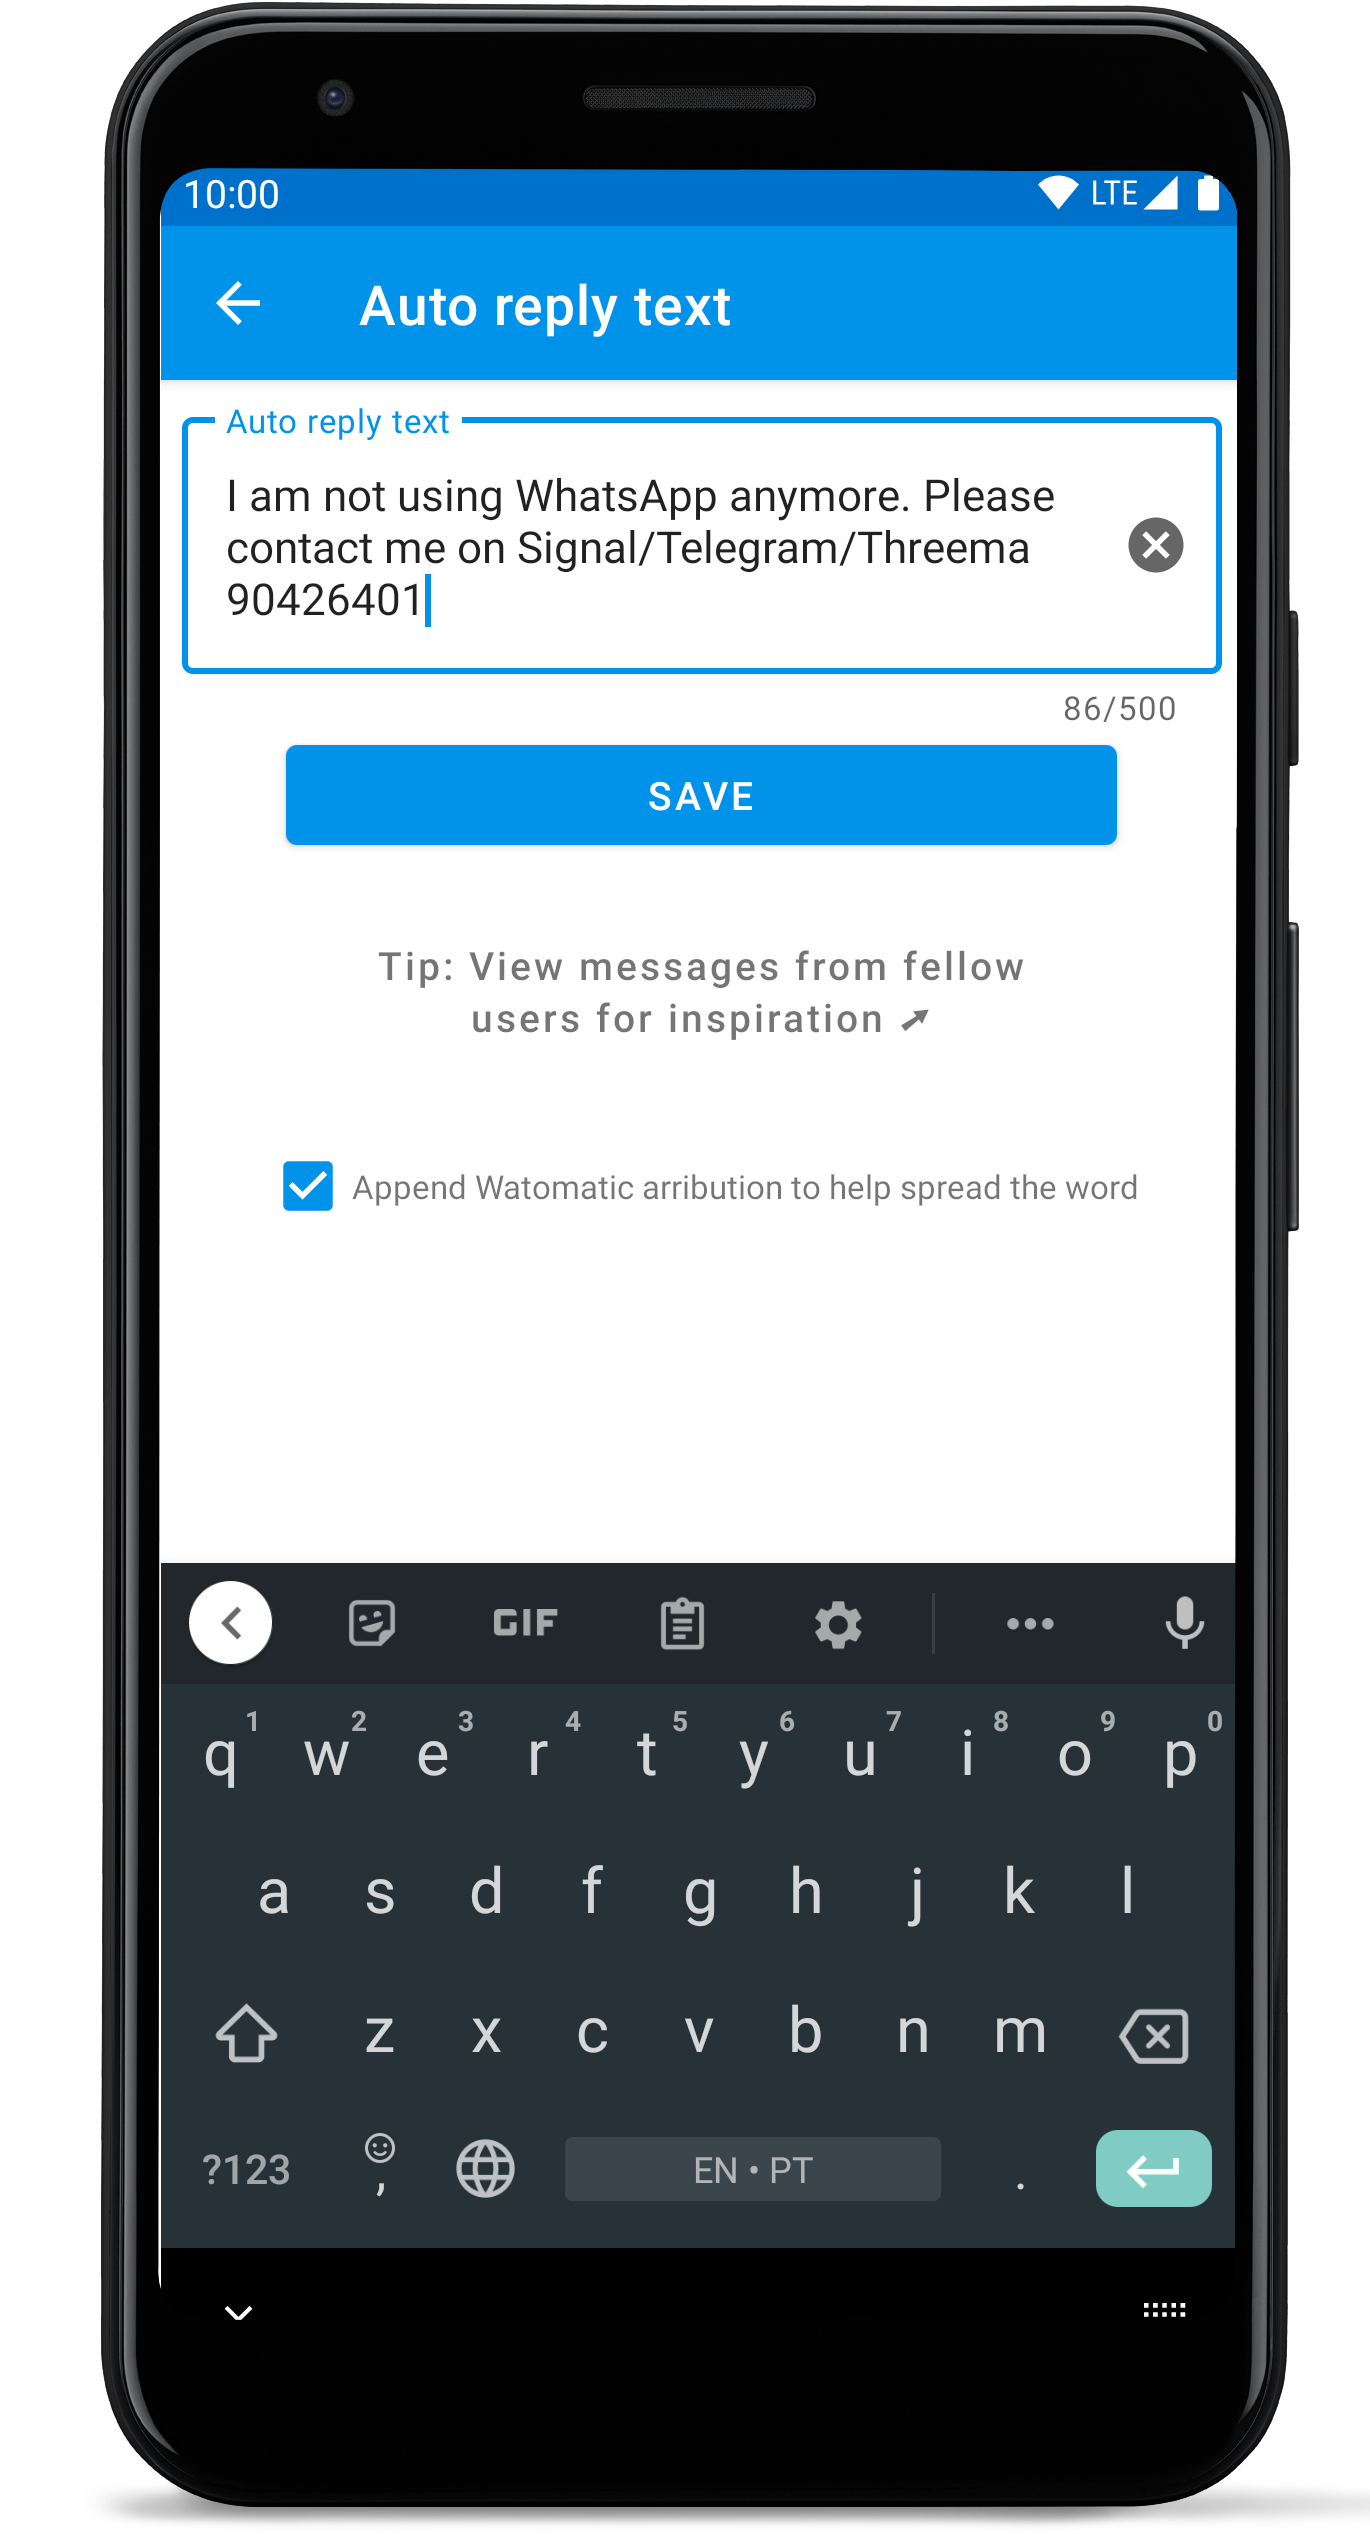 10:00 LTE
Auto reply text
Auto reply text
I am not using WhatsApp anymore. Please
contact me on Signal/Telegram/Threema
90426401
86/500
SAVE
Tip: View messages from fellow
users for inspiration
Append Watomatic arribution to help spread the word
GIF
1 2 3 4 5 6 7 8 9 0
q w e r t y u i o p
a s d f g h j k l
z x c v b n m
?123 , EN • PT .